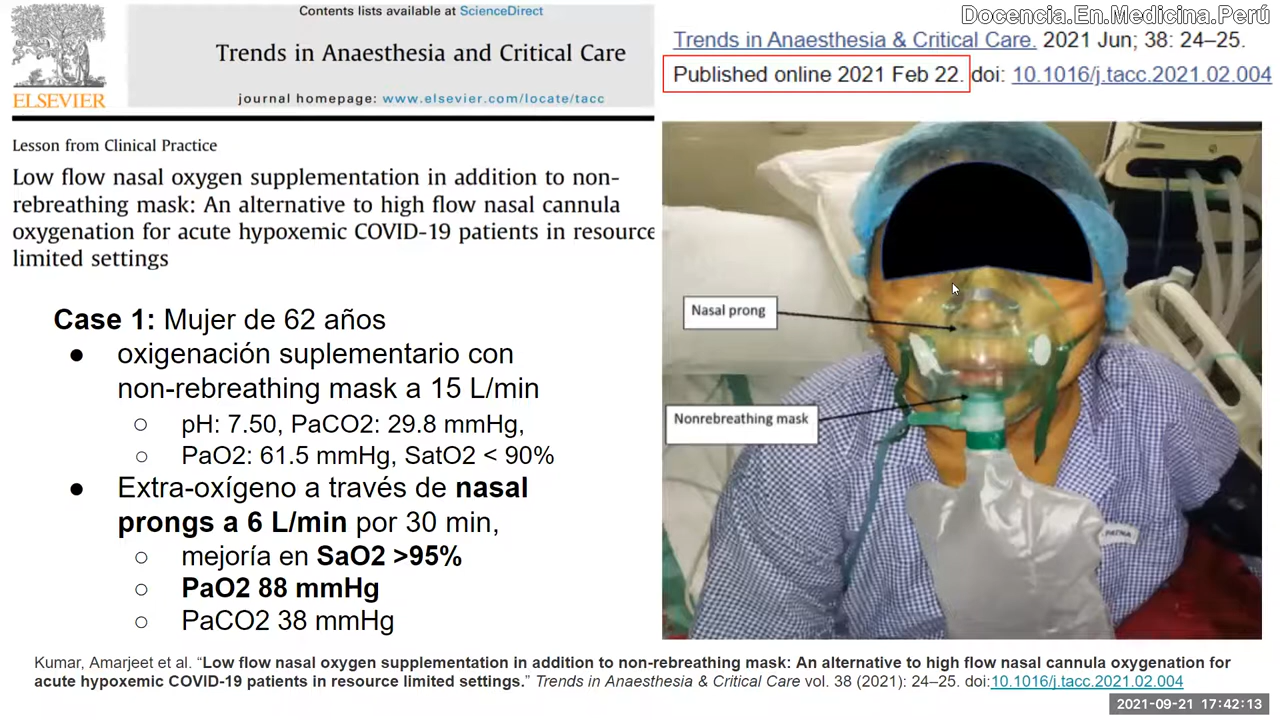 Docencia.En.Medicina.Perú
Contents lists available at ScienceDirect
Trends in Anaesthesia and Critical Care
journal homepage: www.elsevier.com/locate/tacc
ELSEVIER
Trends in Anaesthesia & Critical Care. 2021 Jun; 38: 24–25.
Published online 2021 Feb 22. doi: 10.1016/j.tacc.2021.02.004
Lesson from Clinical Practice
Low flow nasal oxygen supplementation in addition to non-
rebreathing mask: An alternative to high flow nasal cannula
oxygenation for acute hypoxemic COVID-19 patients in resource
limited settings
Case 1: Mujer de 62 años
● oxigenación suplementario con
non-rebreathing mask a 15 L/min
○ pH: 7.50, PaCO2: 29.8 mmHg,
○ PaO2: 61.5 mmHg, SatO2 < 90%
● Extra-oxígeno a través de nasal
prongs a 6 L/min por 30 min,
○ mejoría en SaO2 >95%
○ PaO2 88 mmHg
○ PaCO2 38 mmHg
Nasal prong
Nonrebreathing mask
PATNA
Kumar, Amarjeet et al. “Low flow nasal oxygen supplementation in addition to non-rebreathing mask: An alternative to high flow nasal cannula oxygenation for
acute hypoxemic COVID-19 patients in resource limited settings.” Trends in Anaesthesia & Critical Care vol. 38 (2021): 24–25. doi:10.1016/j.tacc.2021.02.004
2021-09-21 17:42:13